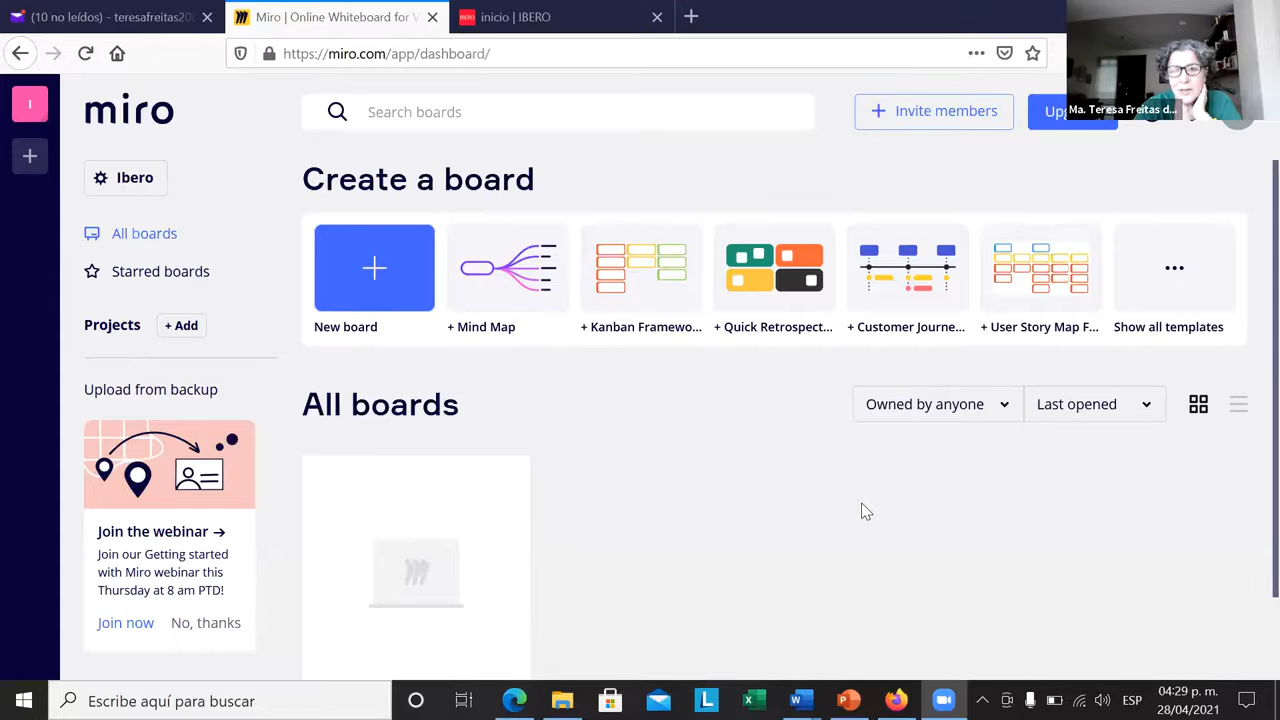 (10 no leídos) - teresafreitas20
Miro | Online Whiteboard for
inicio | IBERO
https://miro.com/app/dashboard/
Ma. Teresa Freitas d...
I
miro
Search boards
+ Invite members
Ibero
Create a board
All boards
Starred boards
Projects
+ Add
New board
+ Mind Map
+ Kanban Framewo...
+ Quick Retrospect...
+ Customer Journe...
+ User Story Map F...
Show all templates
Upload from backup
All boards
Owned by anyone
Last opened
Join the webinar →
Join our Getting started
with Miro webinar this
Thursday at 8 am PTD!
Join now
No, thanks
Escribe aquí para buscar
ESP
04:29 p. m.
28/04/2021